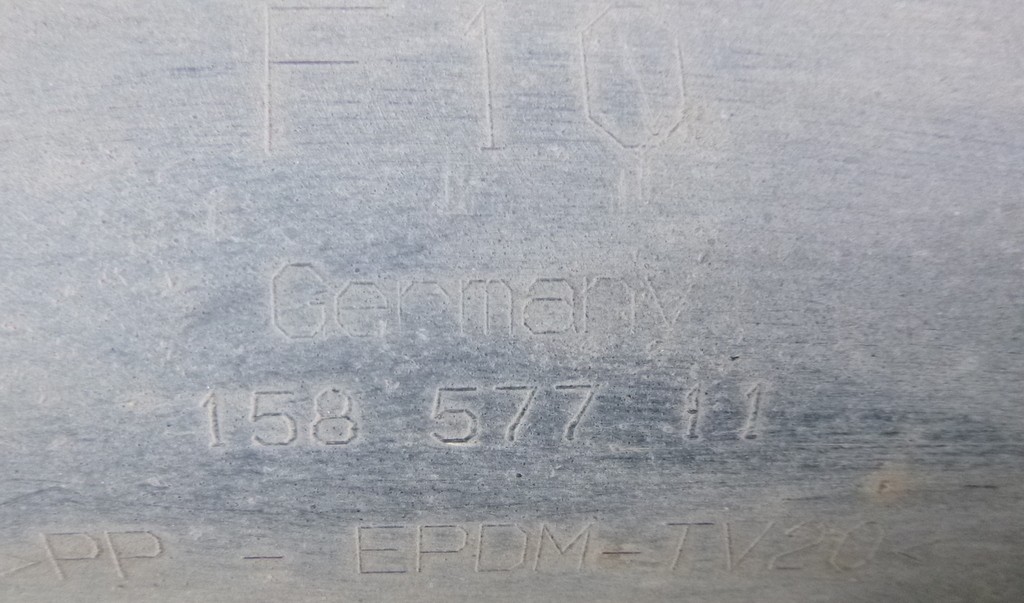 F10
Germany
158 577 11
>PP - EPDM-TV20<